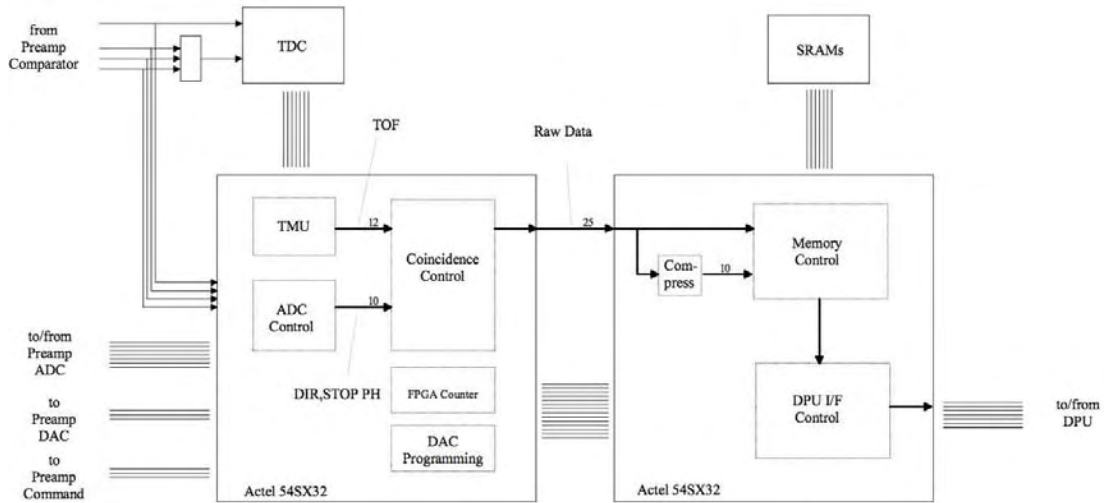 from
Preamp
Comparator
TDC
SRAMs
TOF
Raw Data
TMU
12
Coincidence
Control
25
Memory
Control
Com-
press
10
ADC
Control
10
to/from
Preamp
ADC
DIR,STOP PH
FPGA Counter
DPU I/F
Control
to
Preamp
DAC
to/from
DPU
DAC
Programming
to
Preamp
Command
Actel 54SX32
Actel 54SX32